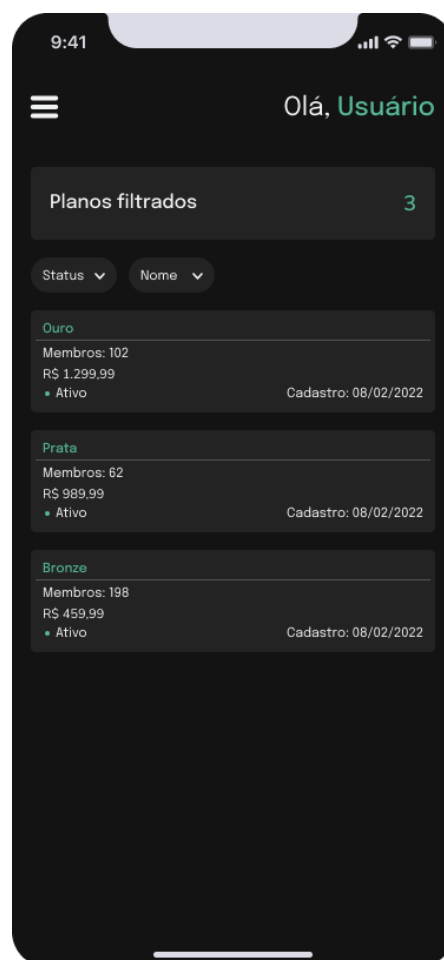 9:41
Olá, Usuário
Planos filtrados 3
Status Nome
Ouro
Membros: 102
R$ 1.299,99
• Ativo Cadastro: 08/02/2022
Prata
Membros: 62
R$ 989,99
• Ativo Cadastro: 08/02/2022
Bronze
Membros: 198
R$ 459,99
• Ativo Cadastro: 08/02/2022